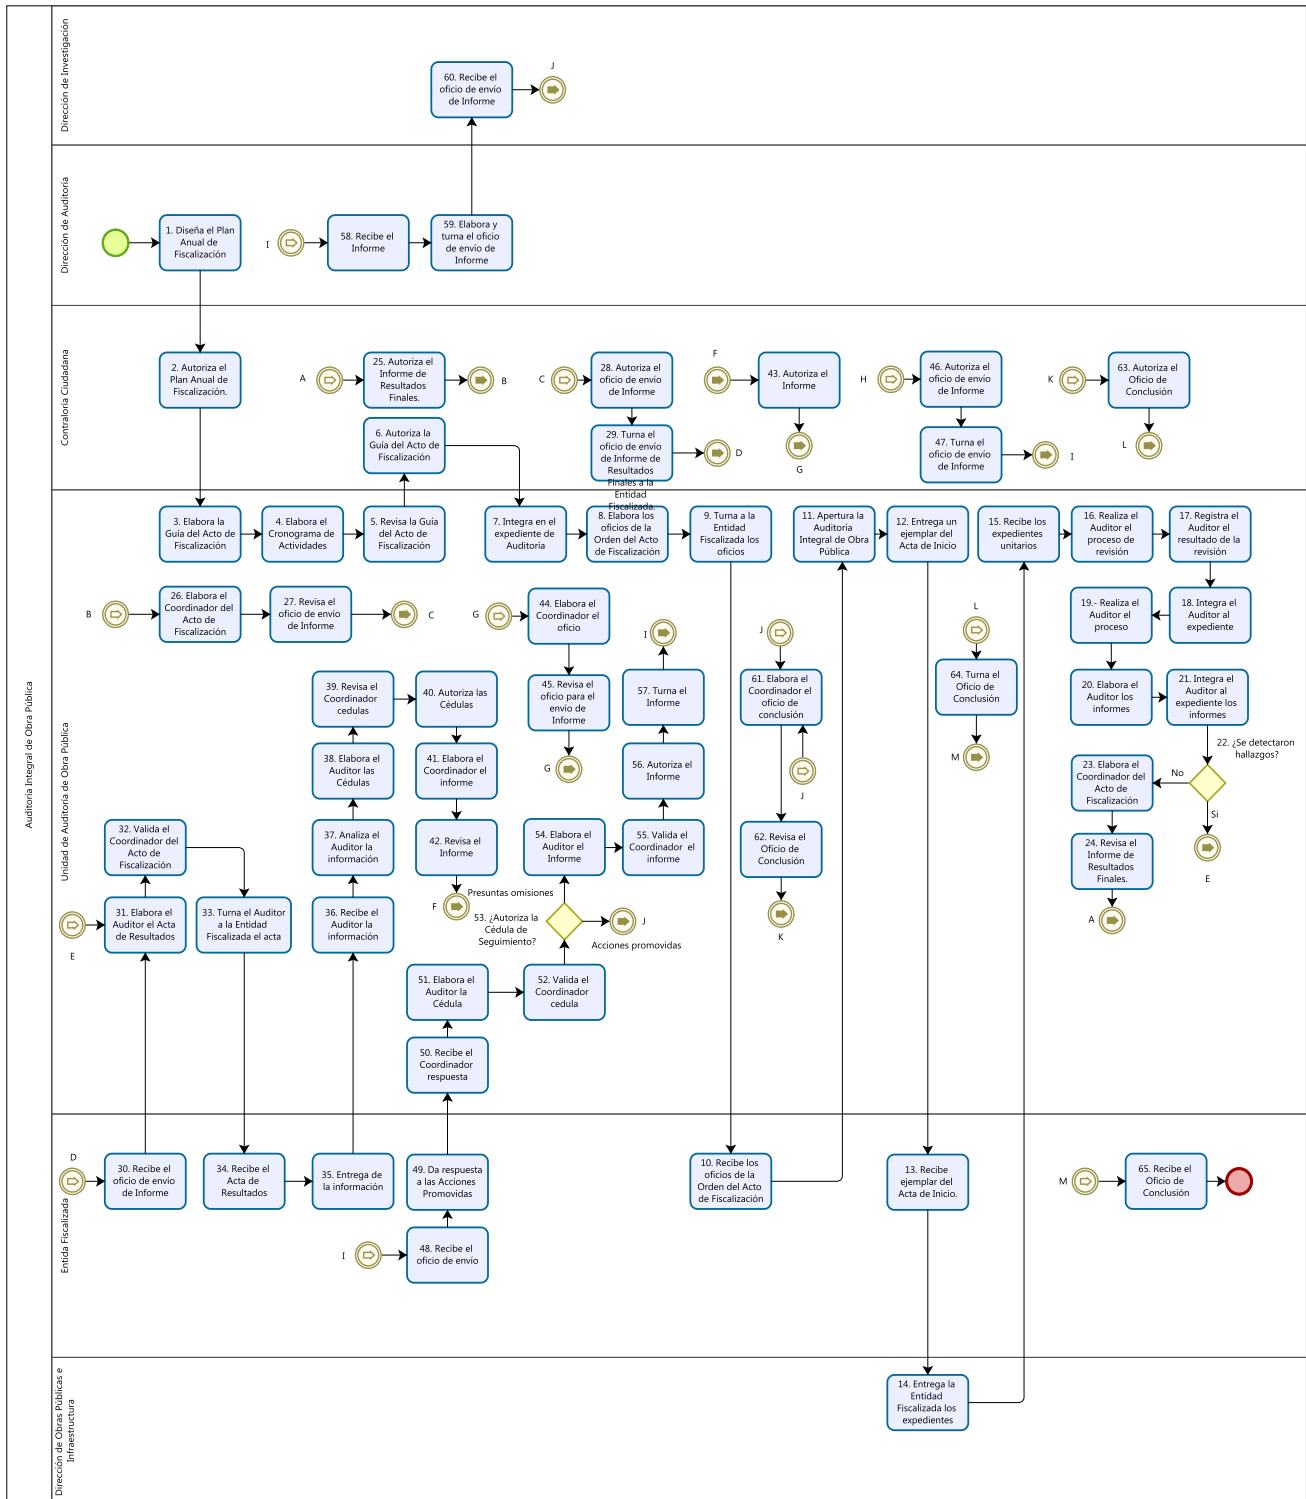 Auditoria Integral de Obra Pública
Dirección de Investigación
60. Recibe el
oficio de envío
de Informe
J
Dirección de Auditoría
1. Diseña el Plan
Anual de
Fiscalización
I
58. Recibe el
Informe
59. Elabora y
turna el oficio
de envío de
Informe
Contraloría Ciudadana
2. Autoriza el
Plan Anual de
Fiscalización.
A
25. Autoriza el
Informe de
Resultados
Finales.
B
6. Autoriza la
Guía del Acto de
Fiscalización
C
28. Autoriza el
oficio de envío
de Informe
29. Turna el
oficio de envío
de Informe de
Resultados
Finales a la
Entidad
Fiscalizada.
D
F
43. Autoriza el
Informe
G
H
46. Autoriza el
oficio de envío
de Informe
47. Turna el
oficio de envío
de Informe
I
K
63. Autoriza el
Oficio de
Conclusión
L
Unidad de Auditoría de Obra Pública
3. Elabora la
Guía del Acto de
Fiscalización
4. Elabora el
Cronograma de
Actividades
5. Revisa la Guía
del Acto de
Fiscalización
7. Integra en el
expediente de
Auditoría
8. Elabora los
oficios de la
Orden del Acto
de Fiscalización
9. Turna a la
Entidad
Fiscalizada los
oficios
11. Apertura la
Auditoria
Integral de Obra
Pública
12. Entrega un
ejemplar del
Acta de Inicio
15. Recibe los
expedientes
unitarios
16. Realiza el
Auditor el
proceso de
revisión
17. Registra el
Auditor el
resultado de la
revisión
B
26. Elabora el
Coordinador del
Acto de
Fiscalización
27. Revisa el
oficio de envío
de Informe
C
G
44. Elabora el
Coordinador el
oficio
45. Revisa el
oficio para el
envío de
Informe
G
I
57. Turna el
Informe
56. Autoriza el
Informe
J
61. Elabora el
Coordinador el
oficio de
conclusión
J
62. Revisa el
Oficio de
Conclusión
K
L
64. Turna el
Oficio de
Conclusión
M
19.- Realiza el
Auditor el
proceso
18. Integra el
Auditor al
expediente
20. Elabora el
Auditor los
informes
21. Integra el
Auditor al
expediente los
informes
22. ¿Se detectaron
hallazgos?
No
Si
E
23. Elabora el
Coordinador del
Acto de
Fiscalización
24. Revisa el
Informe de
Resultados
Finales.
A
39. Revisa el
Coordinador
cedulas
40. Autoriza las
Cédulas
38. Elabora el
Auditor las
Cédulas
41. Elabora el
Coordinador el
informe
37. Analiza el
Auditor la
información
42. Revisa el
Informe
F
36. Recibe el
Auditor la
información
32. Valida el
Coordinador del
Acto de
Fiscalización
31. Elabora el
Auditor el Acta
de Resultados
E
33. Turna el Auditor
a la Entidad
Fiscalizada el acta
54. Elabora el
Auditor el
Informe
55. Valida el
Coordinador el
informe
Presuntas omisiones
53. ¿Autoriza la
Cédula de
Seguimiento?
J
Acciones promovidas
51. Elabora el
Auditor la
Cédula
52. Valida el
Coordinador
cedula
50. Recibe el
Coordinador
respuesta
Entida Fiscalizada
D
30. Recibe el
oficio de envío
de Informe
34. Recibe el
Acta de
Resultados
35. Entrega de
la información
49. Da respuesta
a las Acciones
Promovidas
I
48. Recibe el
oficio de envío
10. Recibe los
oficios de la
Orden del Acto
de Fiscalización
13. Recibe
ejemplar del
Acta de Inicio.
M
65. Recibe el
Oficio de
Conclusión
Dirección de Obras Públicas e
Infraestructura
14. Entrega la
Entidad
Fiscalizada los
expedientes